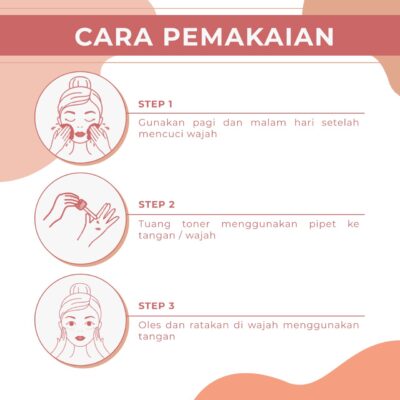 CARA PEMAKAIAN
STEP 1
Gunakan pagi dan malam hari setelah
mencuci wajah
STEP 2
Tuang toner menggunakan pipet ke
tangan / wajah
STEP 3
Oles dan ratakan di wajah menggunakan
tangan